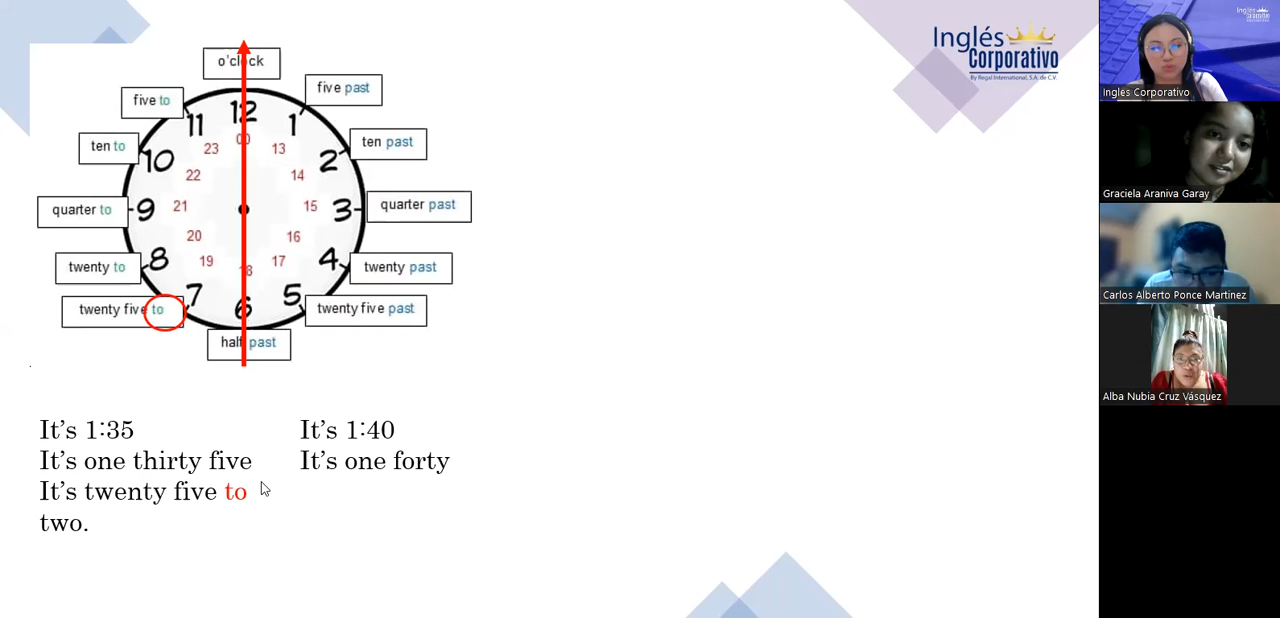 Inglés
Corporativo
By Regal International, S.A. de C.V.
o'clock
five to
five past
ten to
ten past
quarter to
quarter past
twenty to
twenty past
twenty five to
twenty five past
half past
12
11
1
10
2
9
3
8
4
7
5
6
00
23
13
22
14
21
15
20
16
19
17
18
It's 1:35
It's one thirty five
It's twenty five to
two.
It's 1:40
It's one forty
Inglés Corporativo
Graciela Araniva Garay
Carlos Alberto Ponce Martinez
Alba Nubia Cruz Vásquez